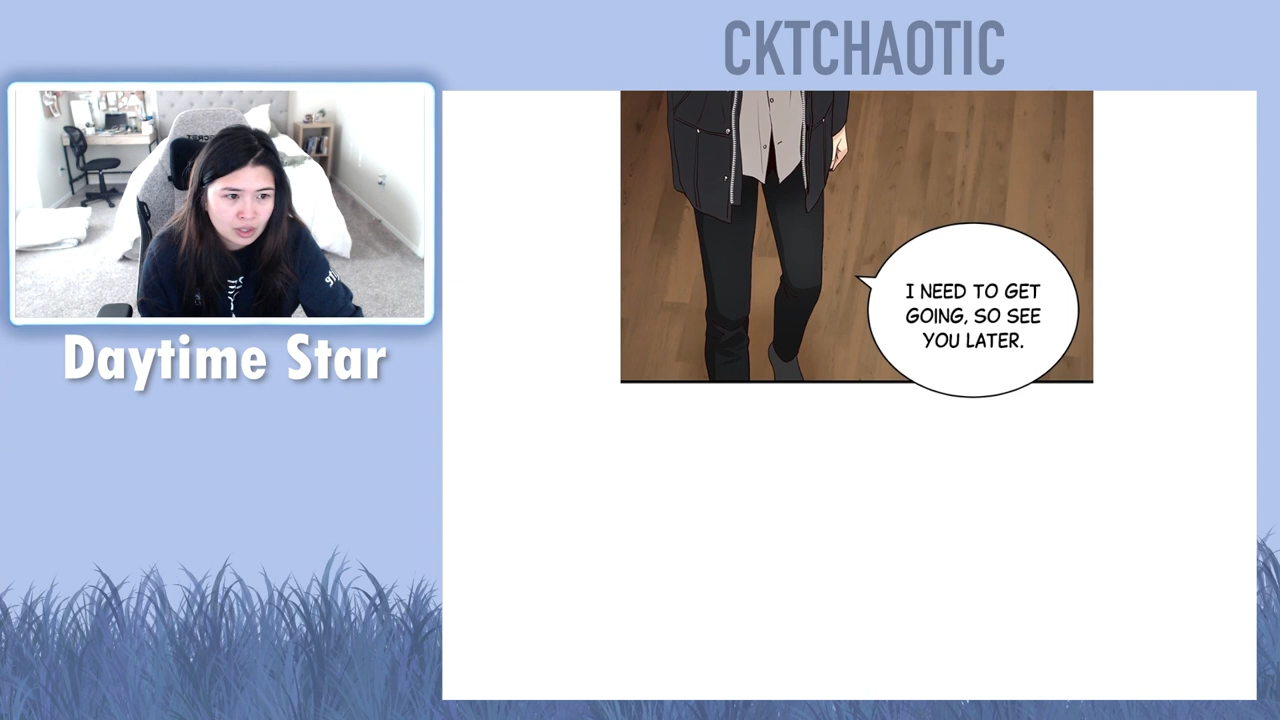 CKTCHAOTIC
Daytime Star
I NEED TO GET
GOING, SO SEE
YOU LATER.